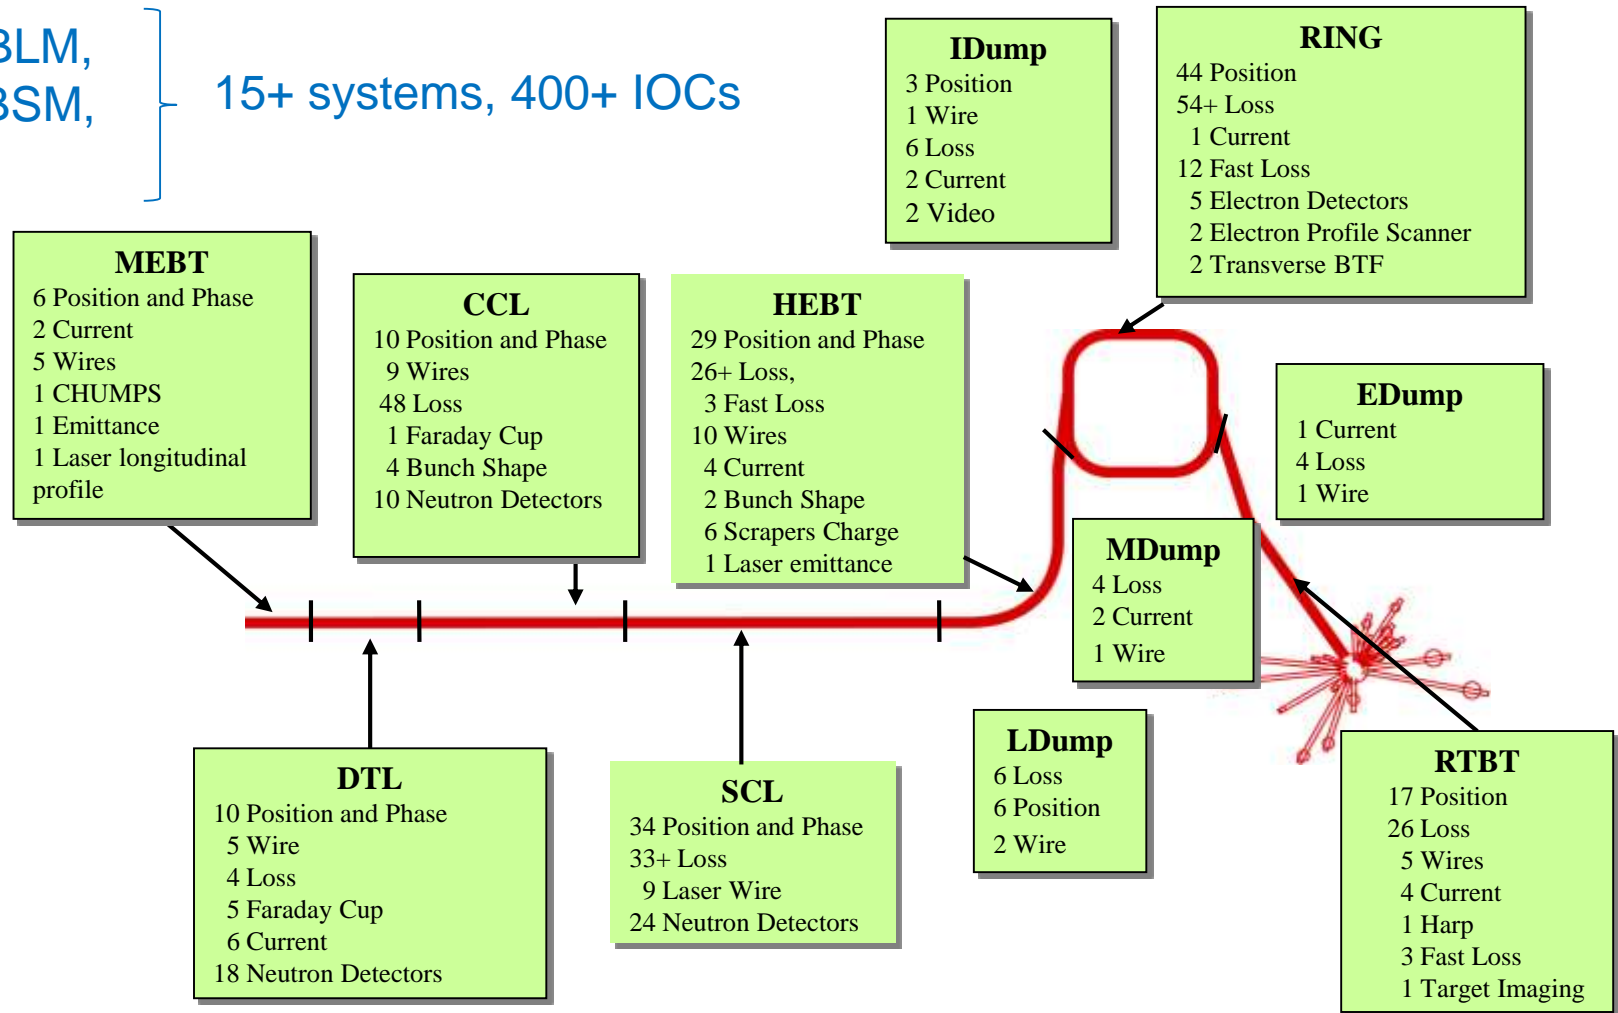 BLM,
BSM,
15+ systems, 400+ IOCs
IDump
3 Position
1 Wire
6 Loss
2 Current
2 Video
RING
44 Position
54+ Loss
1 Current
12 Fast Loss
5 Electron Detectors
2 Electron Profile Scanner
2 Transverse BTF
MEBT
6 Position and Phase
2 Current
5 Wires
1 CHUMPS
1 Emittance
1 Laser longitudinal
profile
CCL
10 Position and Phase
9 Wires
48 Loss
1 Faraday Cup
4 Bunch Shape
10 Neutron Detectors
HEBT
29 Position and Phase
26+ Loss,
3 Fast Loss
10 Wires
4 Current
2 Bunch Shape
6 Scrapers Charge
1 Laser emittance
EDump
1 Current
4 Loss
1 Wire
MDump
4 Loss
2 Current
1 Wire
LDump
6 Loss
6 Position
2 Wire
DTL
10 Position and Phase
5 Wire
4 Loss
5 Faraday Cup
6 Current
18 Neutron Detectors
SCL
34 Position and Phase
33+ Loss
9 Laser Wire
24 Neutron Detectors
RTBT
17 Position
26 Loss
5 Wires
4 Current
1 Harp
3 Fast Loss
1 Target Imaging